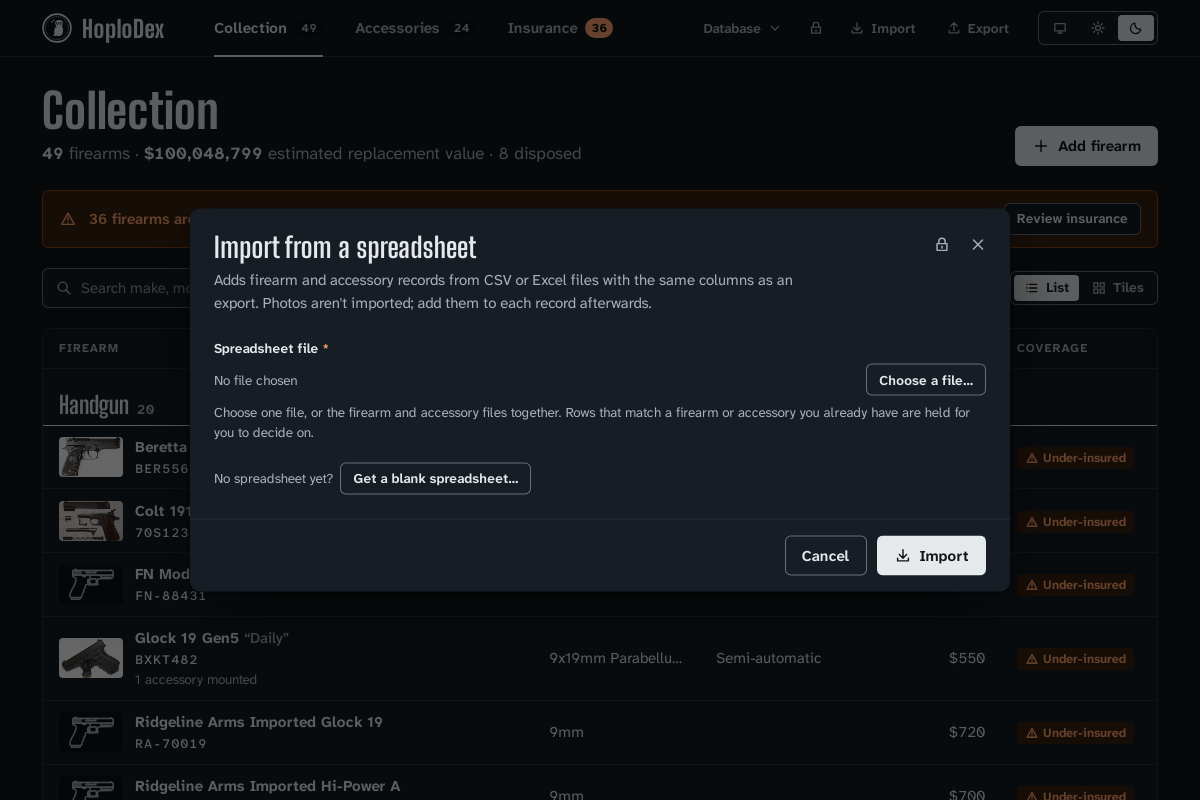 HoploDex
Collection 49
Accessories 24
Insurance 36
Database
Import
Export
Collection
49 firearms · $100,048,799 estimated replacement value · 8 disposed
Add firearm
36 firearms
Review insurance
Search make,
List
Tiles
FIREARM
COVERAGE
Handgun 20
Import from a spreadsheet
Adds firearm and accessory records from CSV or Excel files with the same columns as an
export. Photos aren't imported; add them to each record afterwards.
Spreadsheet file *
No file chosen
Choose a file…
Choose one file, or the firearm and accessory files together. Rows that match a firearm or accessory you already have are held for
you to decide on.
No spreadsheet yet?
Get a blank spreadsheet…
Cancel
Import
Beretta
BER556
Under-insured
Colt 191
70S123
Under-insured
FN Mod
FN-88431
Under-insured
Glock 19 Gen5 “Daily”
BXKT482
1 accessory mounted
9x19mm Parabellu…
Semi-automatic
$550
Under-insured
Ridgeline Arms Imported Glock 19
RA-70019
9mm
$720
Under-insured
Ridgeline Arms Imported Hi-Power A
9mm
$700
Under-insured